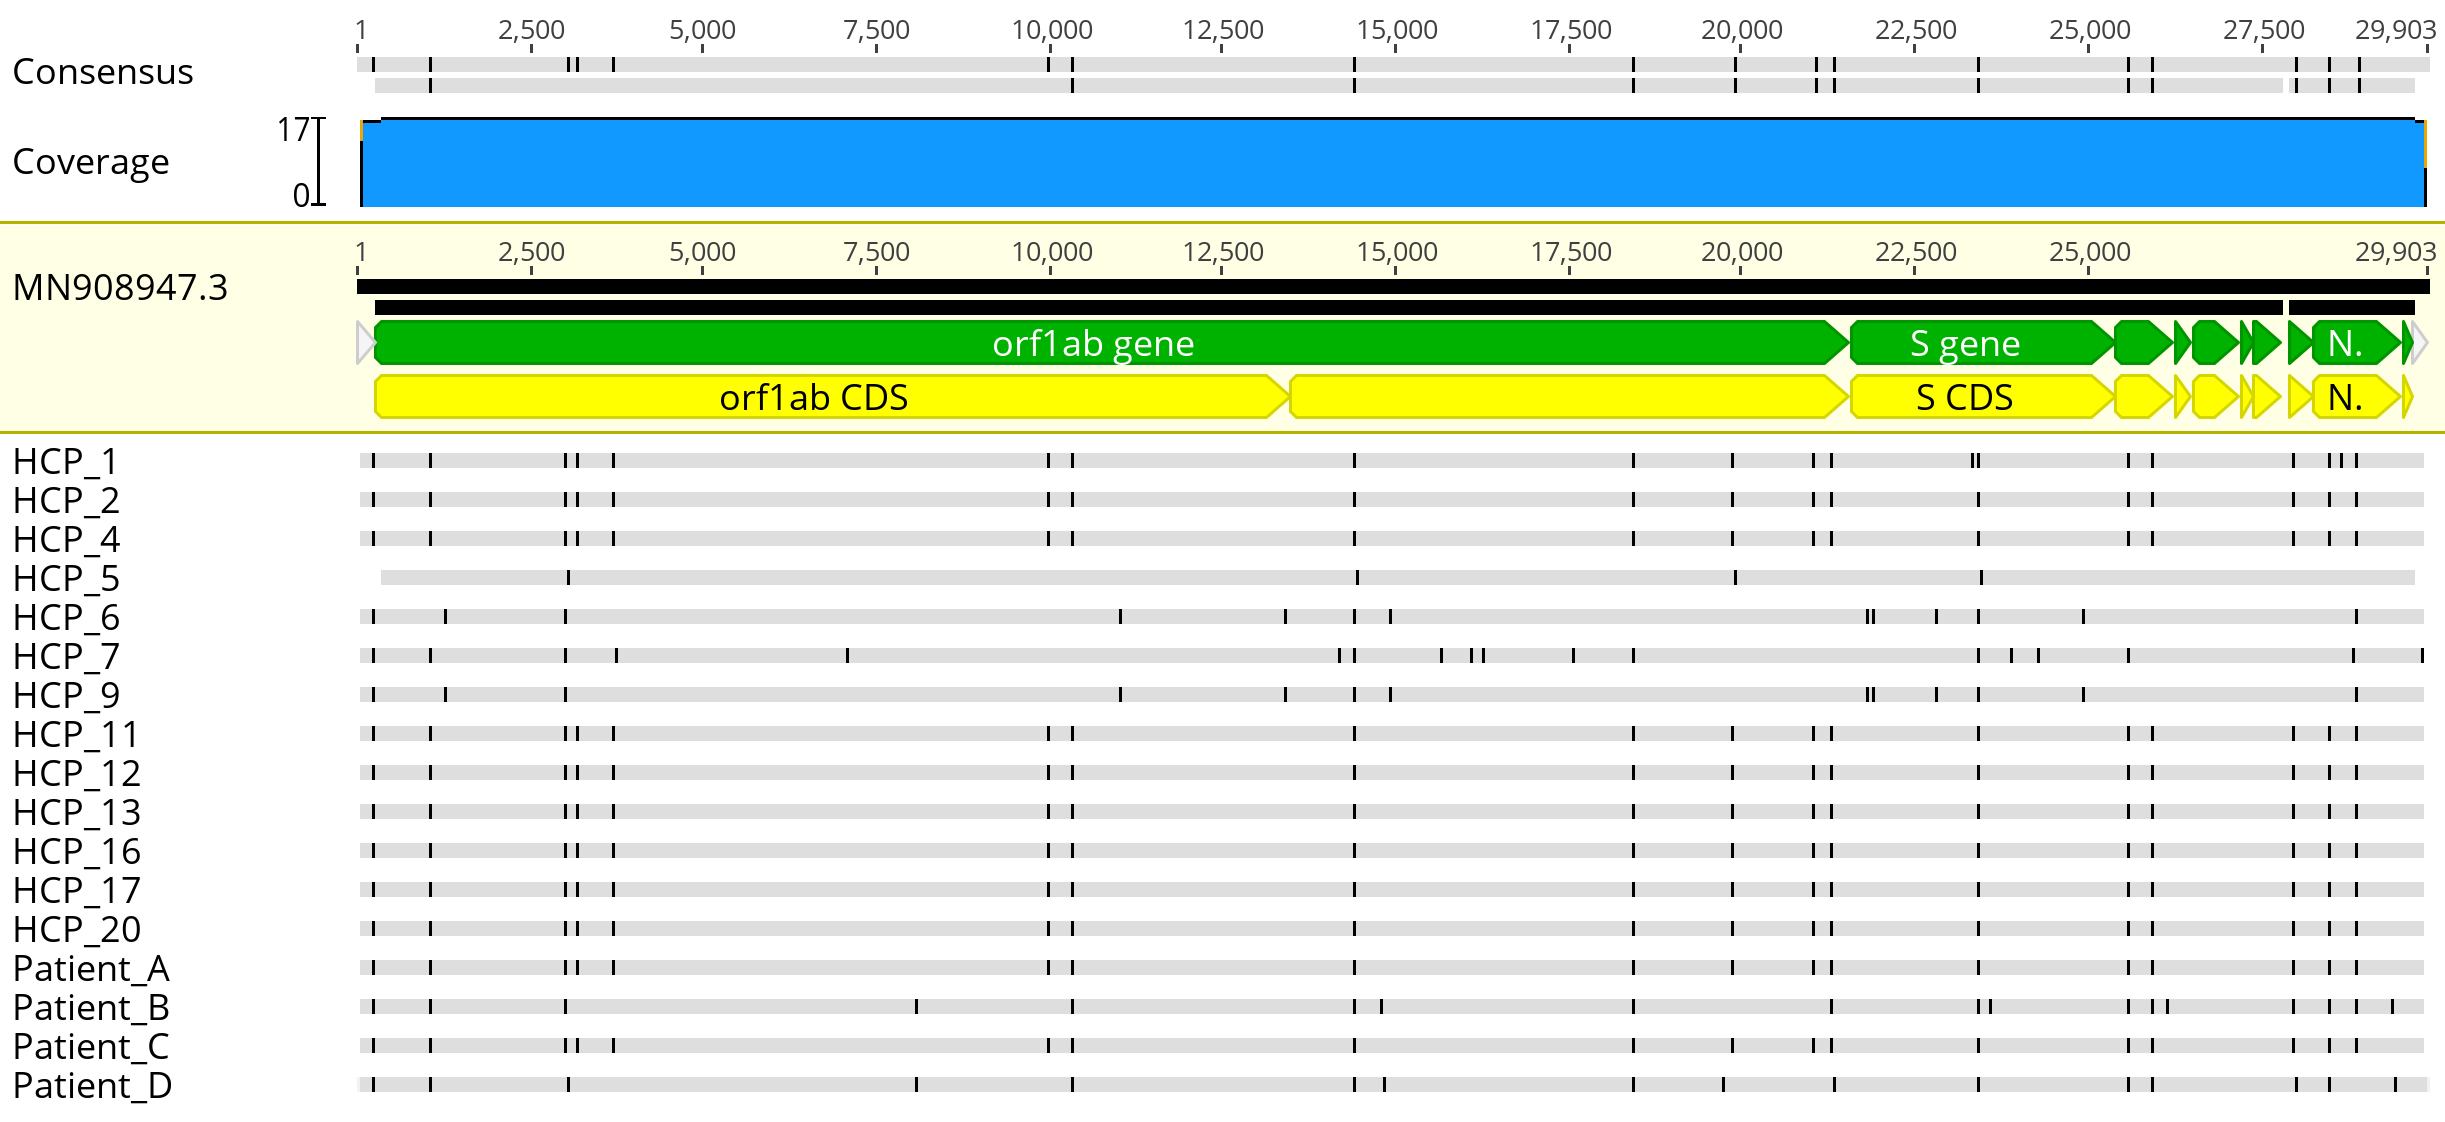 1 2,500 5,000 7,500 10,000 12,500 15,000 17,500 20,000 22,500 25,000 27,500 29,903
Consensus
17
Coverage
0
1 2,500 5,000 7,500 10,000 12,500 15,000 17,500 20,000 22,500 25,000 29,903
MN908947.3
orf1ab gene S gene N.
orf1ab CDS S CDS N.
HCP_1
HCP_2
HCP_4
HCP_5
HCP_6
HCP_7
HCP_9
HCP_11
HCP_12
HCP_13
HCP_16
HCP_17
HCP_20
Patient_A
Patient_B
Patient_C
Patient_D